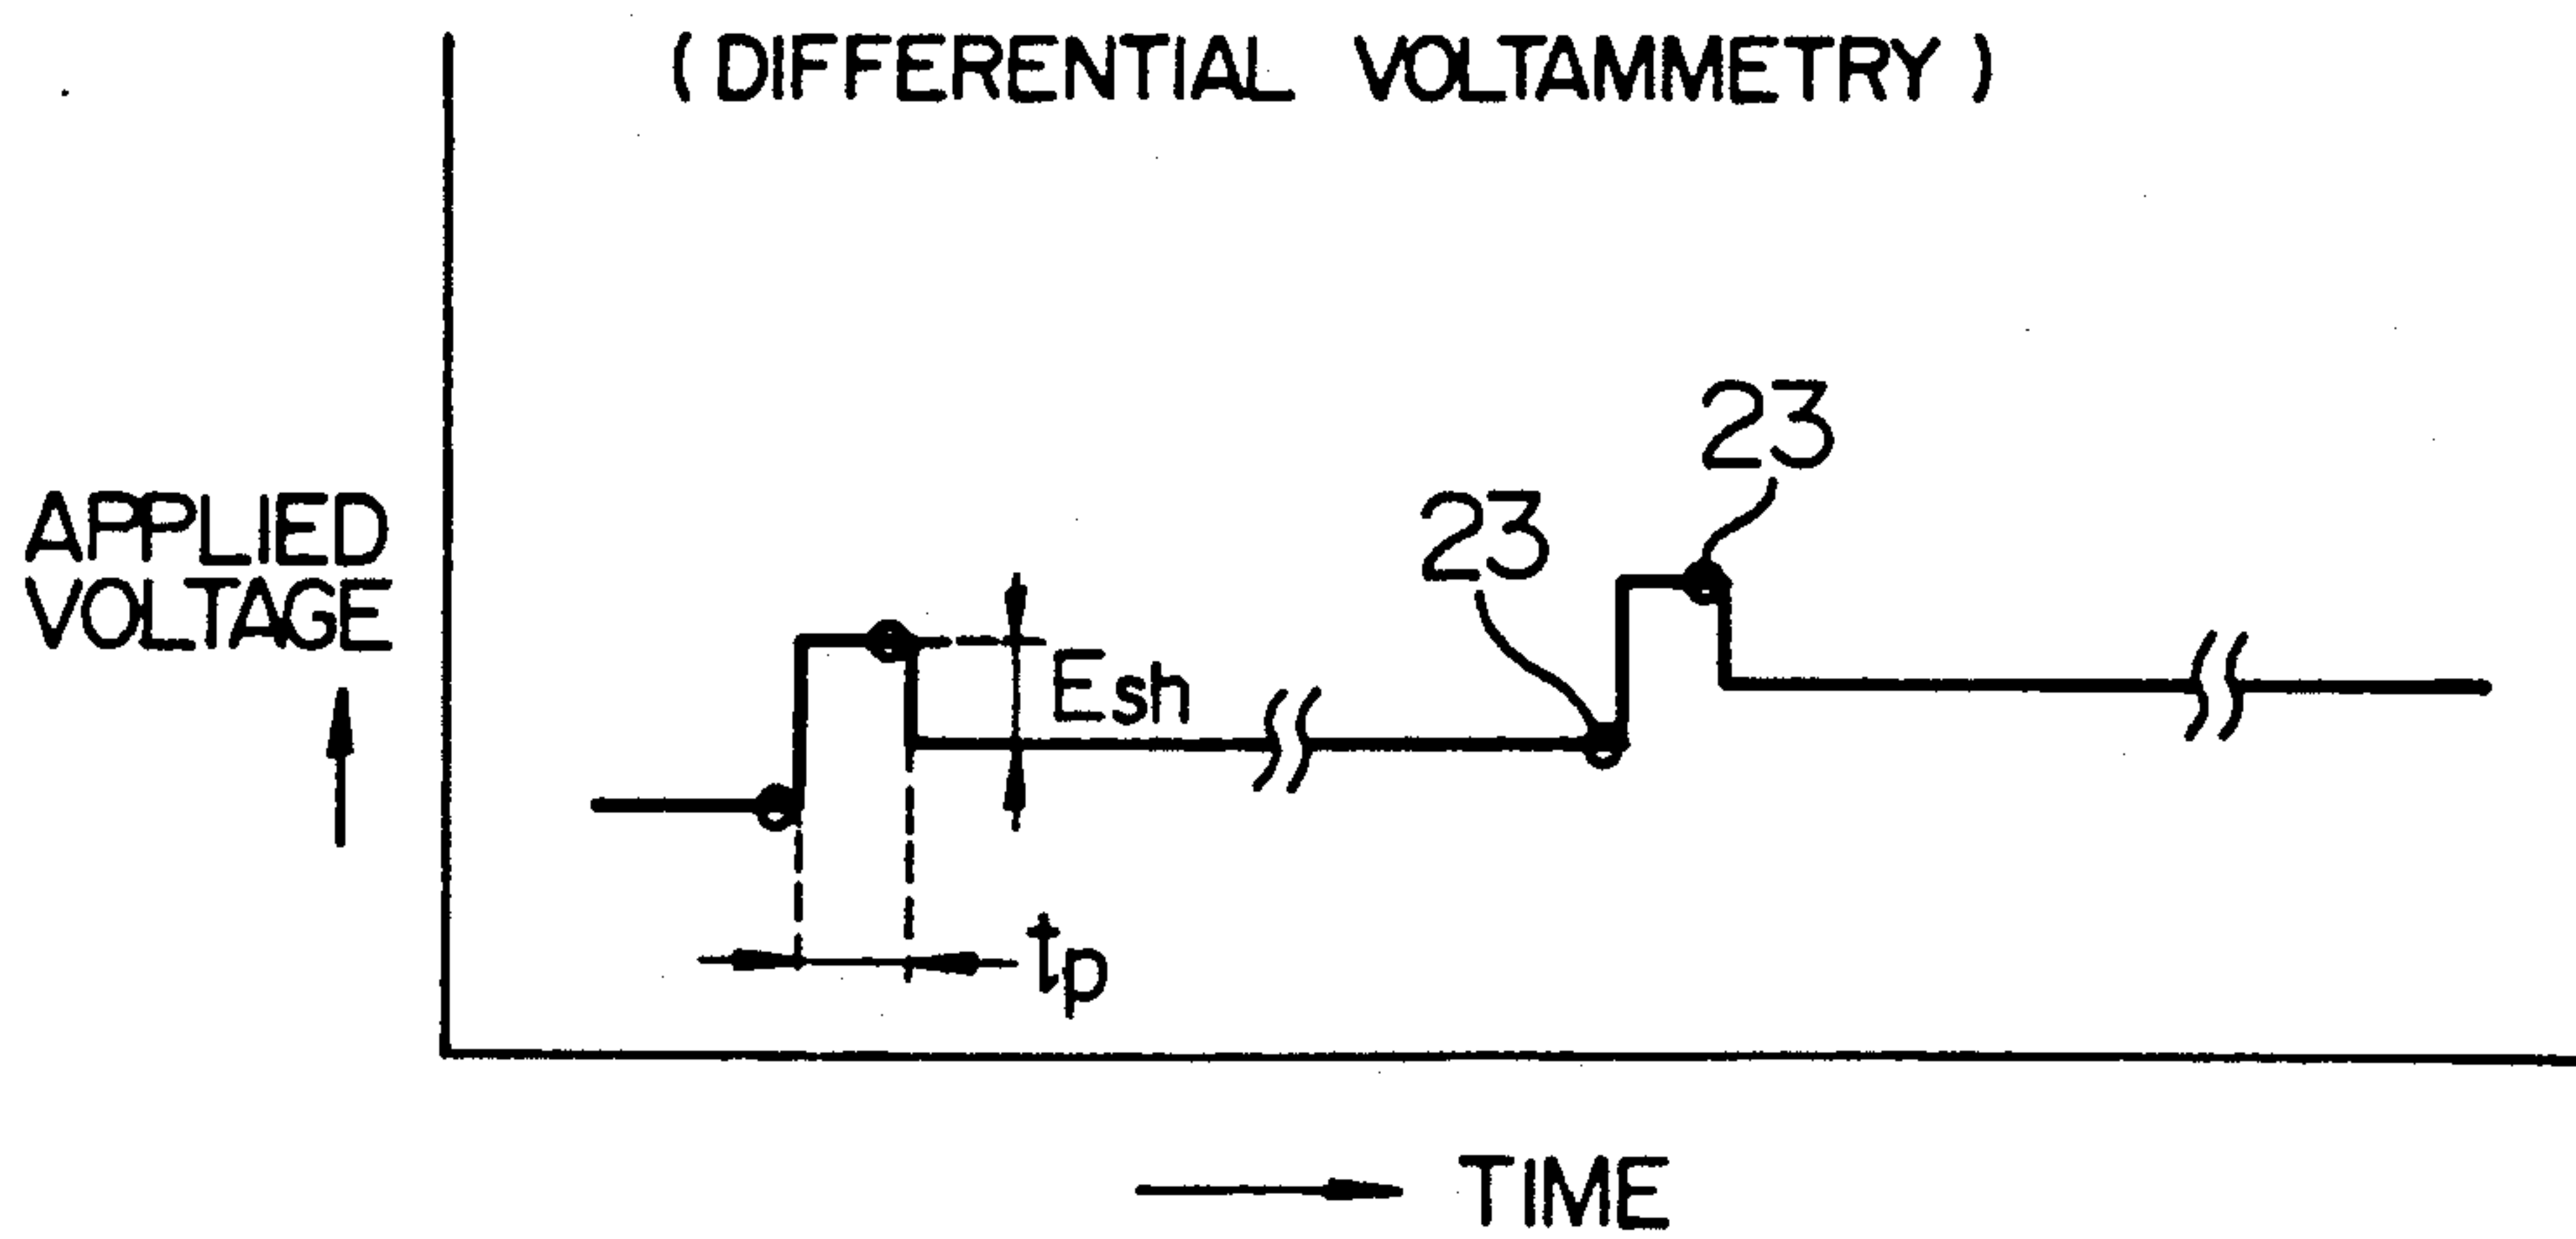 ( DIFFERENTIAL VOLTAMMETRY )
23
23
APPLIED
VOLTAGE
Esh
tp
TIME